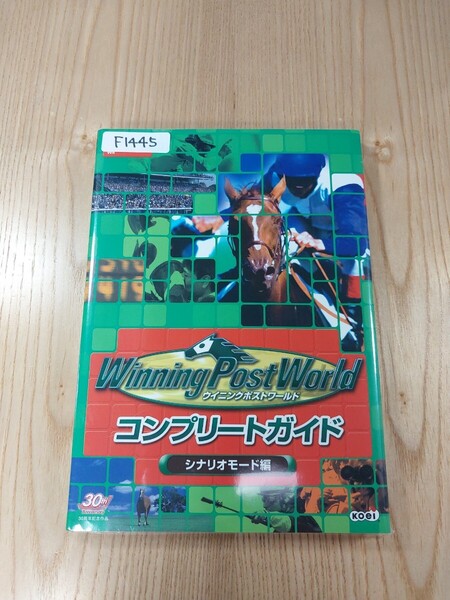 F1445
Winning Post World
ウイニングポストワールド
コンプリートガイド
シナリオモード編
30TH
KOEI